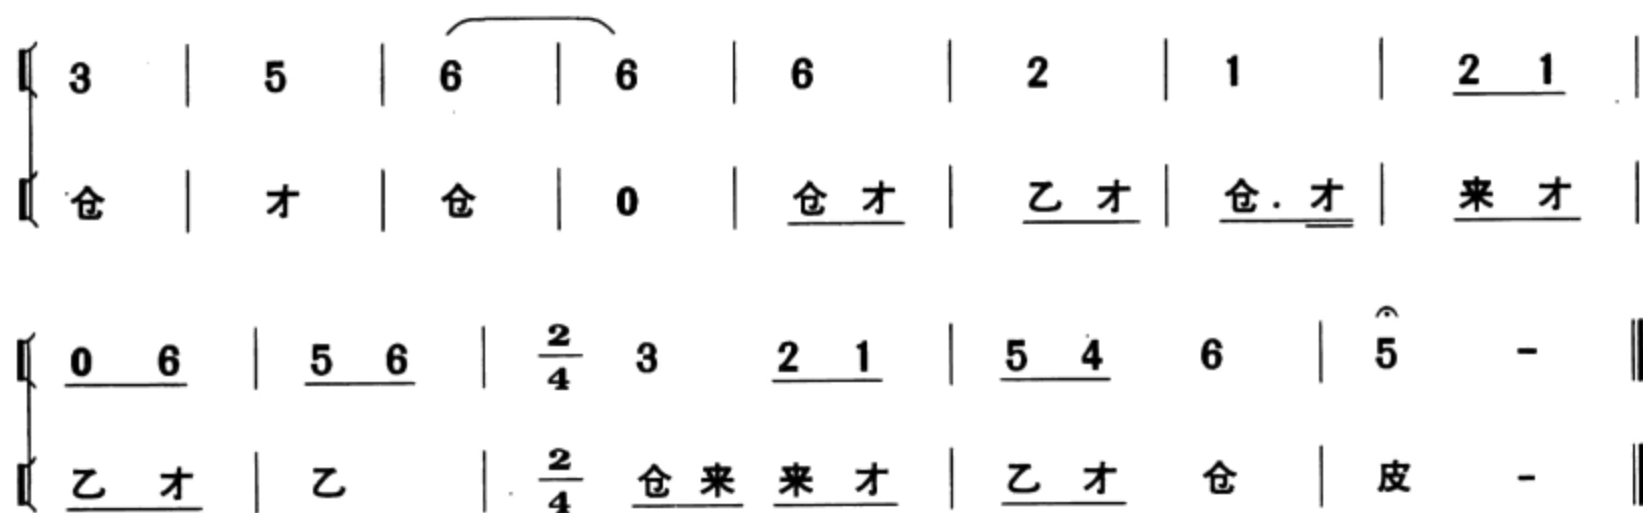 3 | 5 | 6 | 6 | 6 | 2 | 1 | 2 1 |
仓 | 才 | 仓 | 0 | 仓 才 | 乙 才 | 仓 . 才 | 来 才 |
0 6 | 5 6 | 2/4 3 2 1 | 5 4 6 | 5 - ‖
乙 才 | 乙 | 2/4 仓 来 来 才 | 乙 才 仓 | 皮 - ‖